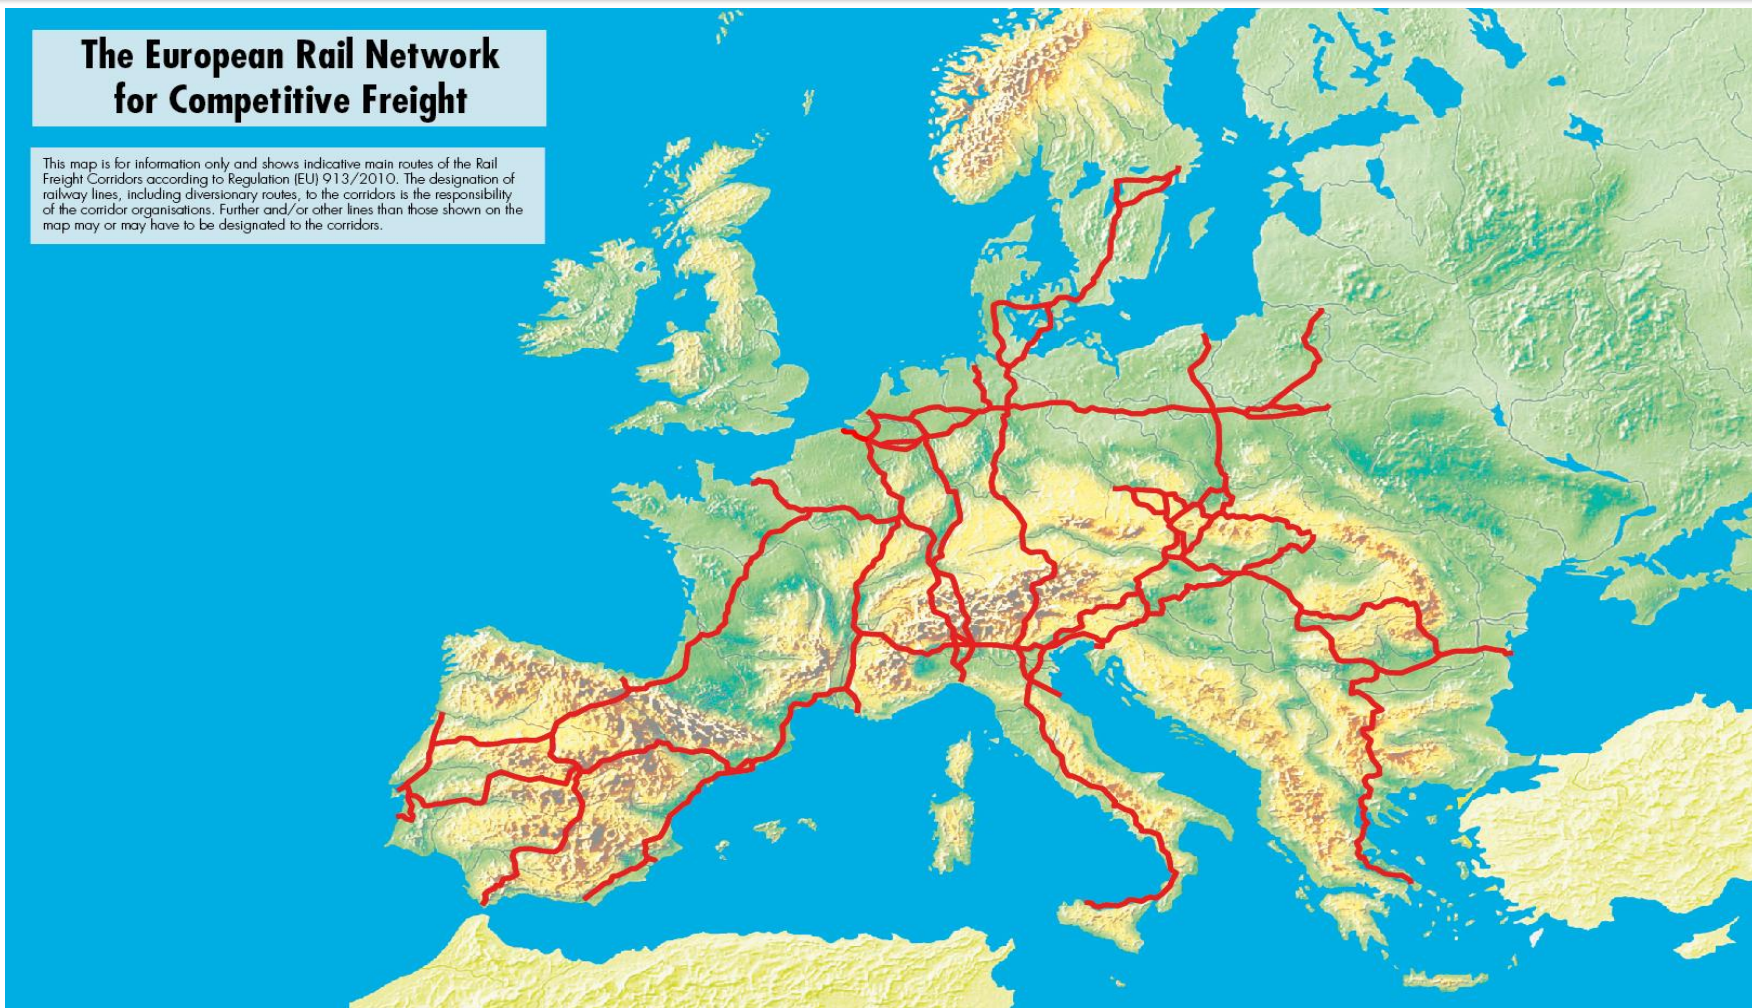 The European Rail Network
for Competitive Freight
This map is for information only and shows indicative main routes of the Rail
Freight Corridors according to Regulation (EU) 913/2010. The designation of
railway lines, including diversionary routes, to the corridors is the responsibility
of the corridor organisations. Further and/or other lines than those shown on the
map may or may have to be designated to the corridors.